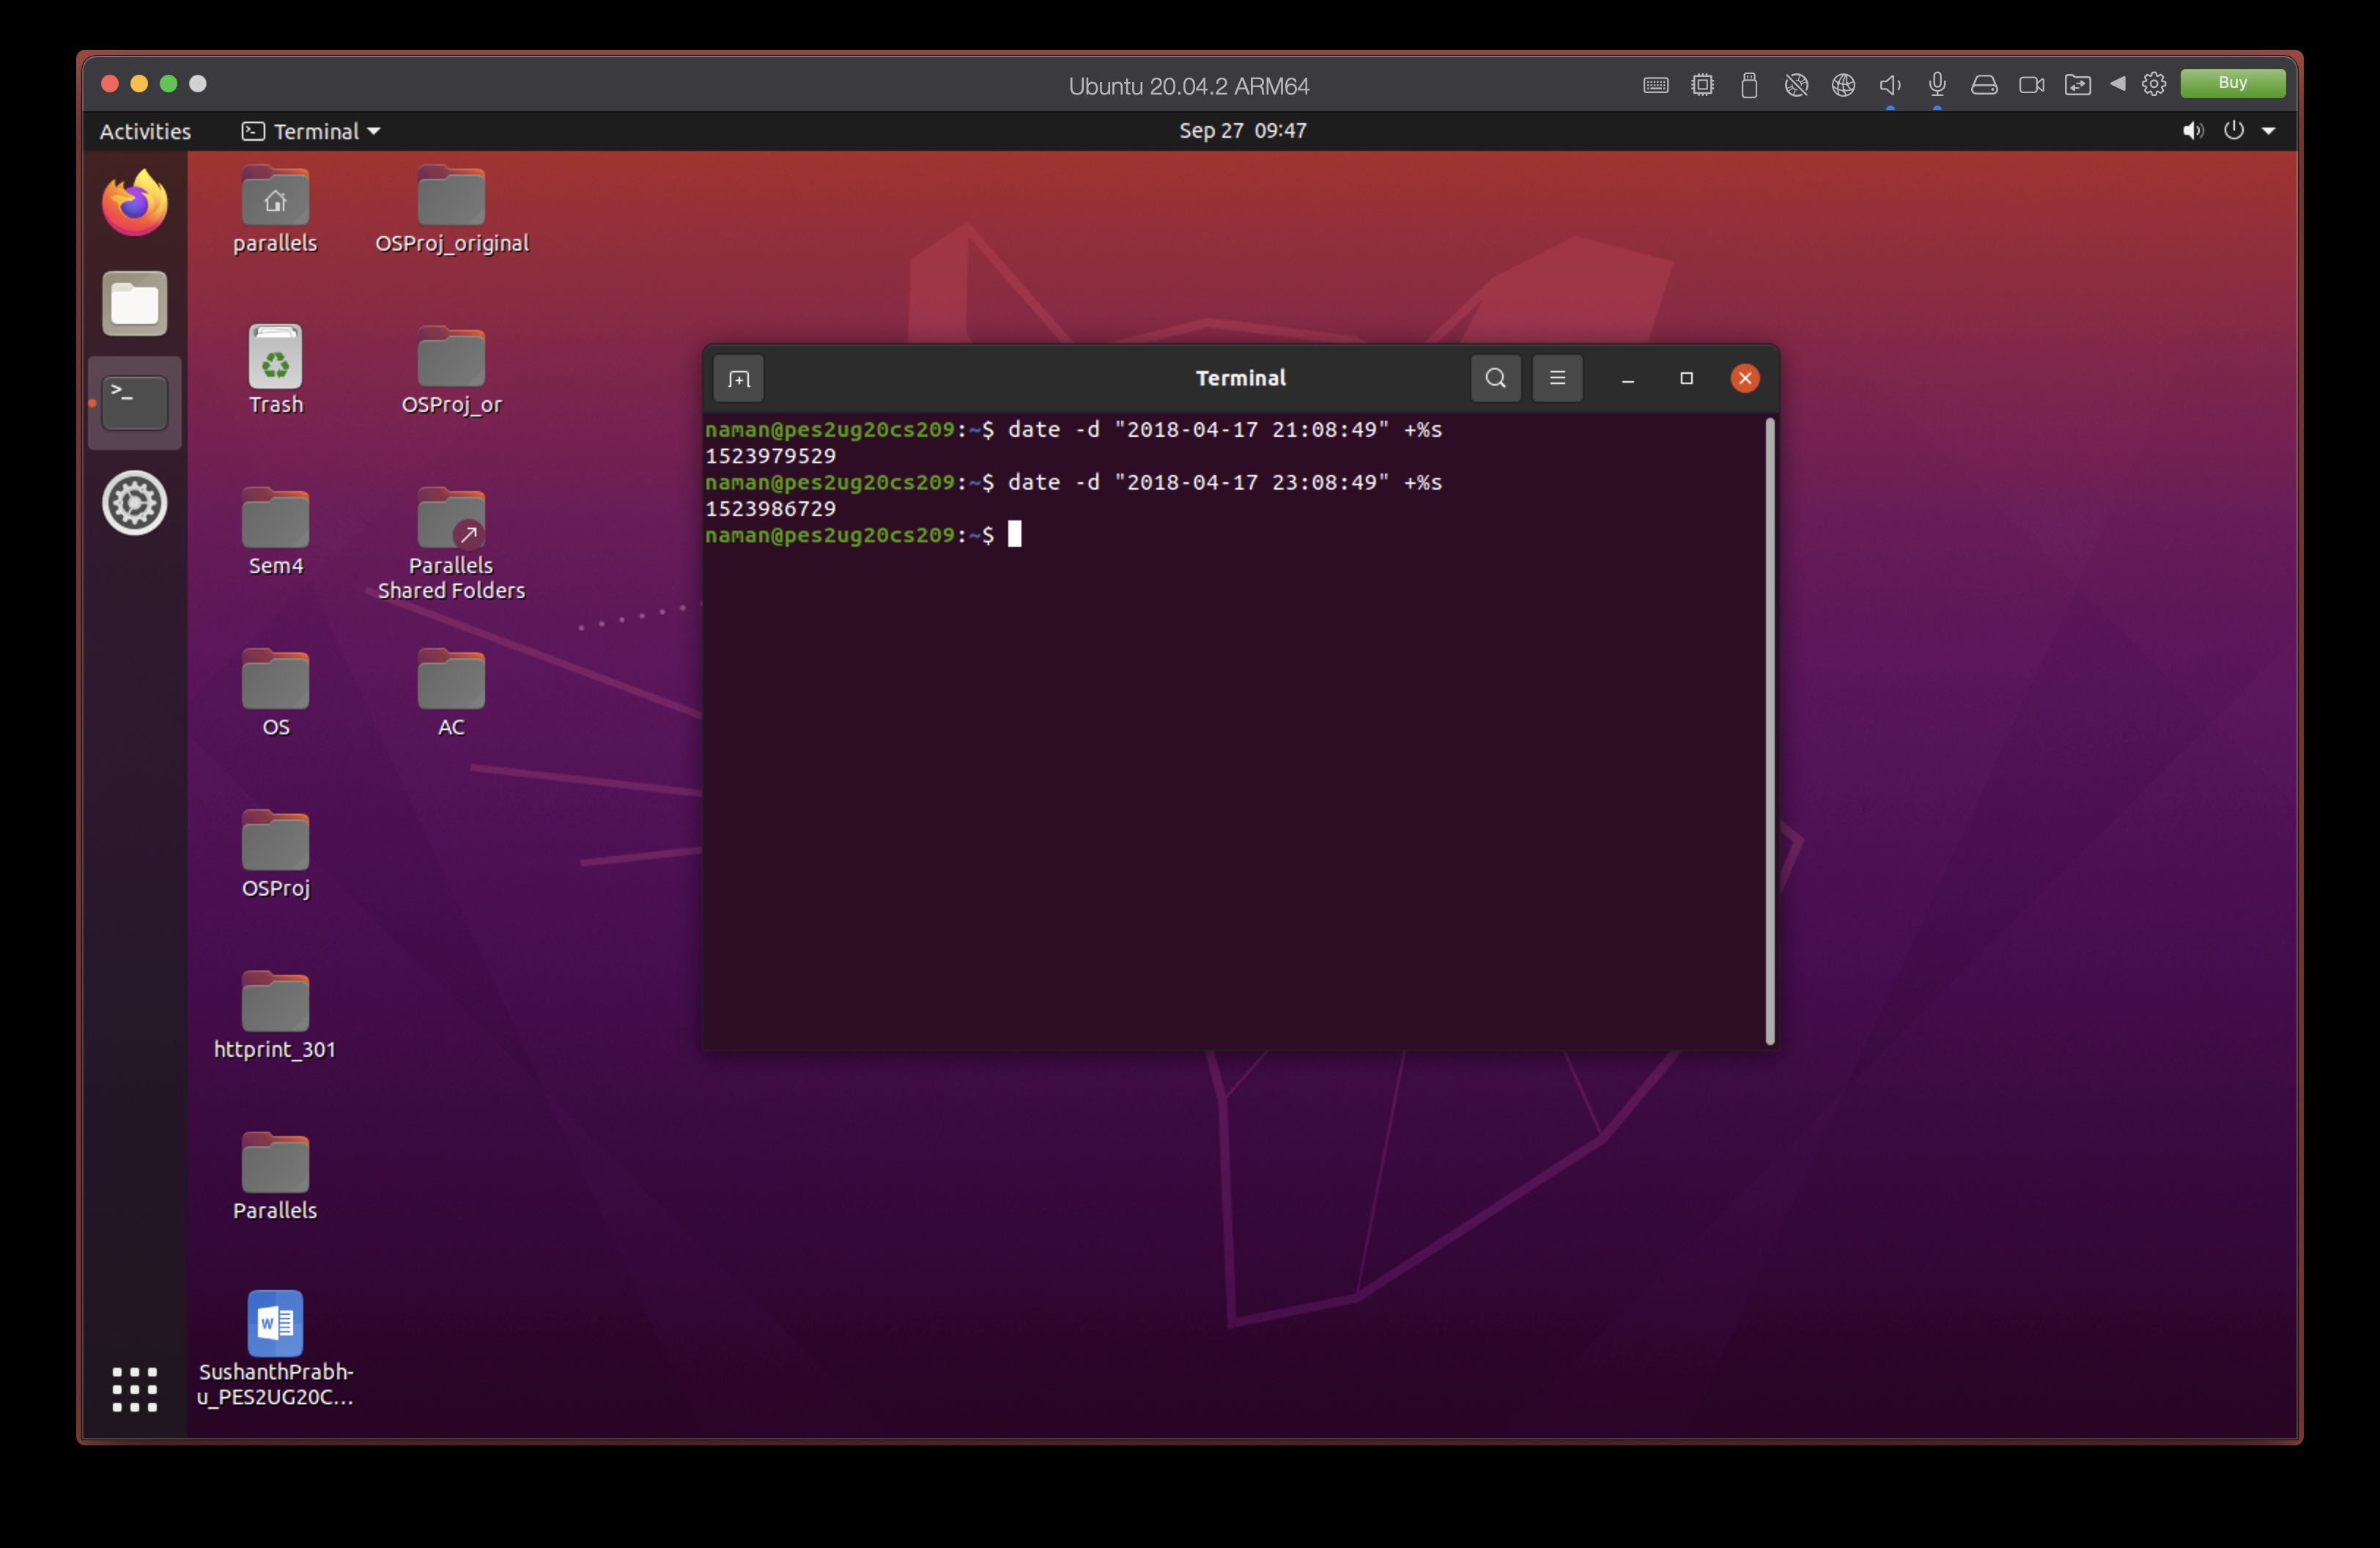 Ubuntu 20.04.2 ARM64
Buy
Activities
Terminal
Sep 27 09:47
parallels
OSProj_original
Trash
OSProj_or
Sem4
Parallels
Shared Folders
OS
AC
OSProj
httprint_301
Parallels
W
SushanthPrabh-
u_PES2UG20C...
Terminal
naman@pes2ug20cs209:~$ date -d "2018-04-17 21:08:49" +%s
1523979529
naman@pes2ug20cs209:~$ date -d "2018-04-17 23:08:49" +%s
1523986729
naman@pes2ug20cs209:~$